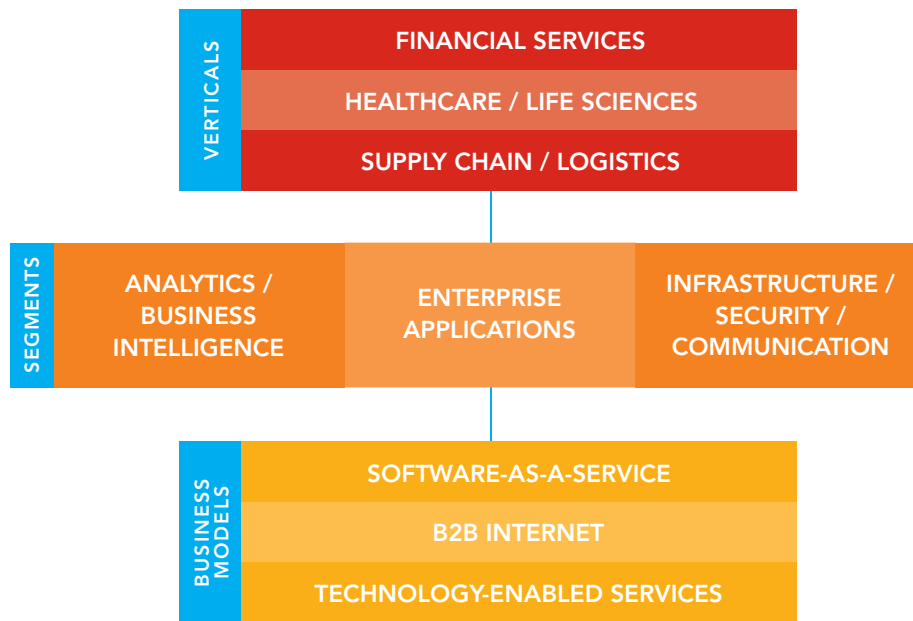 VERTICALS
FINANCIAL SERVICES
HEALTHCARE / LIFE SCIENCES
SUPPLY CHAIN / LOGISTICS
SEGMENTS
ANALYTICS /
BUSINESS
INTELLIGENCE
ENTERPRISE
APPLICATIONS
INFRASTRUCTURE /
SECURITY /
COMMUNICATION
BUSINESS
MODELS
SOFTWARE-AS-A-SERVICE
B2B INTERNET
TECHNOLOGY-ENABLED SERVICES